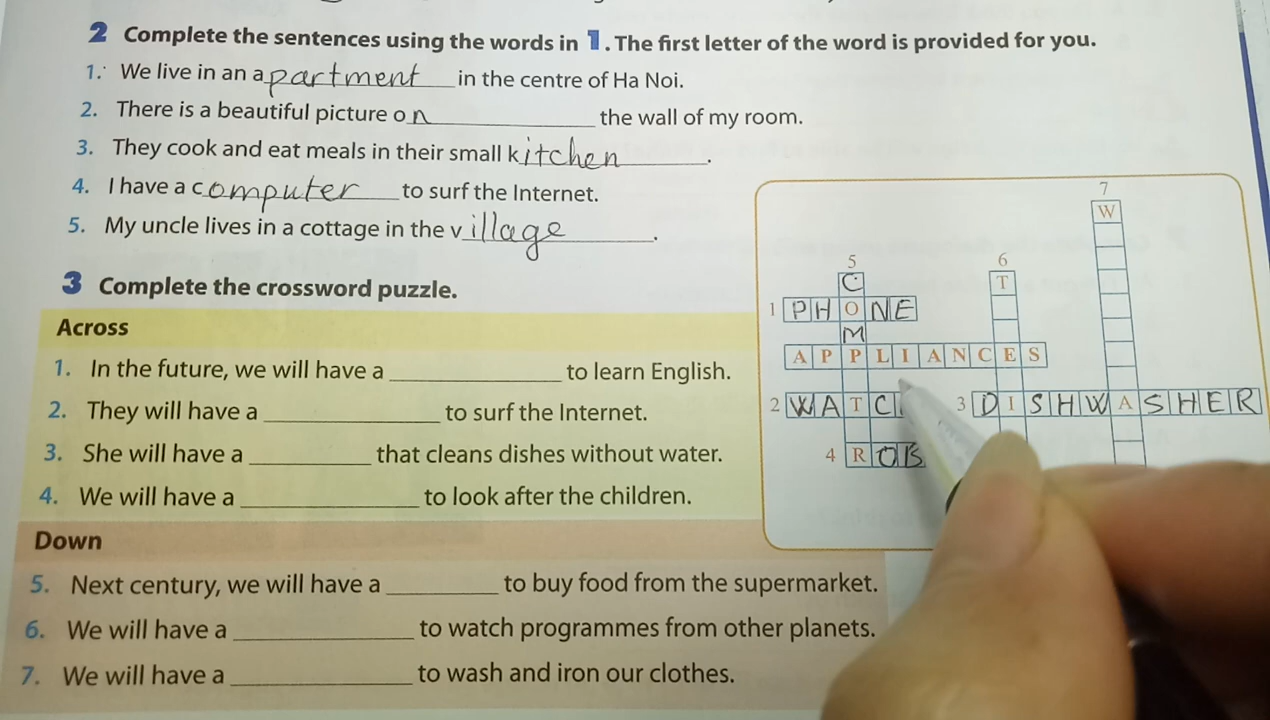 2 Complete the sentences using the words in 1. The first letter of the word is provided for you.
1. We live in an apartment in the centre of Ha Noi.
2. There is a beautiful picture on the wall of my room.
3. They cook and eat meals in their small kitchen.
4. I have a computer to surf the Internet.
5. My uncle lives in a cottage in the village.
3 Complete the crossword puzzle.
Across
1. In the future, we will have a ____________ to learn English.
2. They will have a ____________ to surf the Internet.
3. She will have a ____________ that cleans dishes without water.
4. We will have a ____________ to look after the children.
Down
5. Next century, we will have a ____________ to buy food from the supermarket.
6. We will have a ____________ to watch programmes from other planets.
7. We will have a ____________ to wash and iron our clothes.
7
W
5
6
C
T
1 PHONE
M
APPLIANCES
2 WATC
3 DISHWASHER
4 ROB